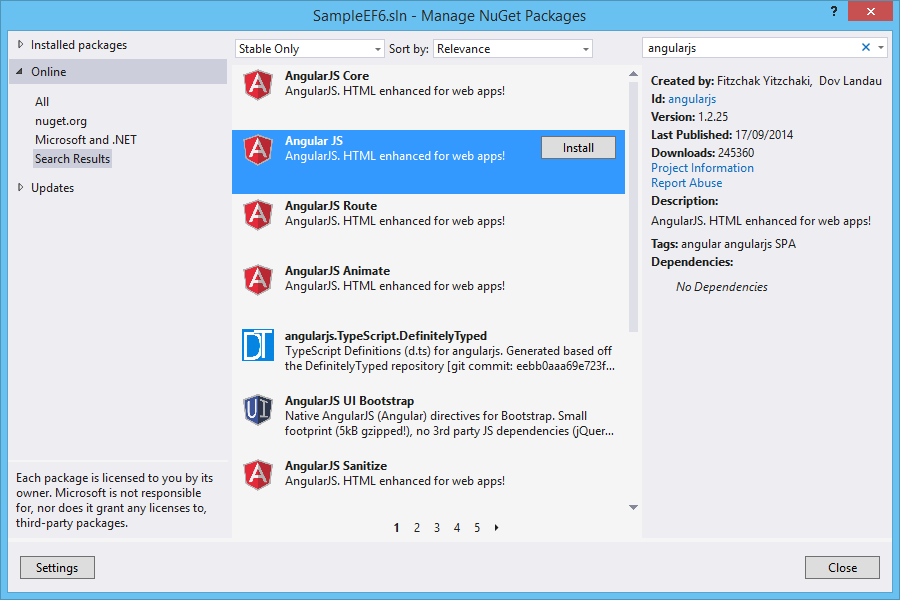 SampleEF6.sln - Manage NuGet Packages
?
Installed packages
Online
All
nuget.org
Microsoft and .NET
Search Results
Updates
Each package is licensed to you by its
owner. Microsoft is not responsible
for, nor does it grant any licenses to,
third-party packages.
Stable Only
Sort by:
Relevance
AngularJS Core
AngularJS. HTML enhanced for web apps!
Angular JS
AngularJS. HTML enhanced for web apps!
Install
AngularJS Route
AngularJS. HTML enhanced for web apps!
AngularJS Animate
AngularJS. HTML enhanced for web apps!
DT
angularjs.TypeScript.DefinitelyTyped
TypeScript Definitions (d.ts) for angularjs. Generated based off
the DefinitelyTyped repository [git commit: eebb0aaa69e723f...
UI
AngularJS UI Bootstrap
Native AngularJS (Angular) directives for Bootstrap. Small
footprint (5kB gzipped!), no 3rd party JS dependencies (jQuer...
AngularJS Sanitize
AngularJS. HTML enhanced for web apps!
1 2 3 4 5
angularjs
Created by: Fitzchak Yitzchaki, Dov Landau
Id: angularjs
Version: 1.2.25
Last Published: 17/09/2014
Downloads: 245360
Project Information
Report Abuse
Description:
AngularJS. HTML enhanced for web apps!
Tags: angular angularjs SPA
Dependencies:
No Dependencies
Settings
Close